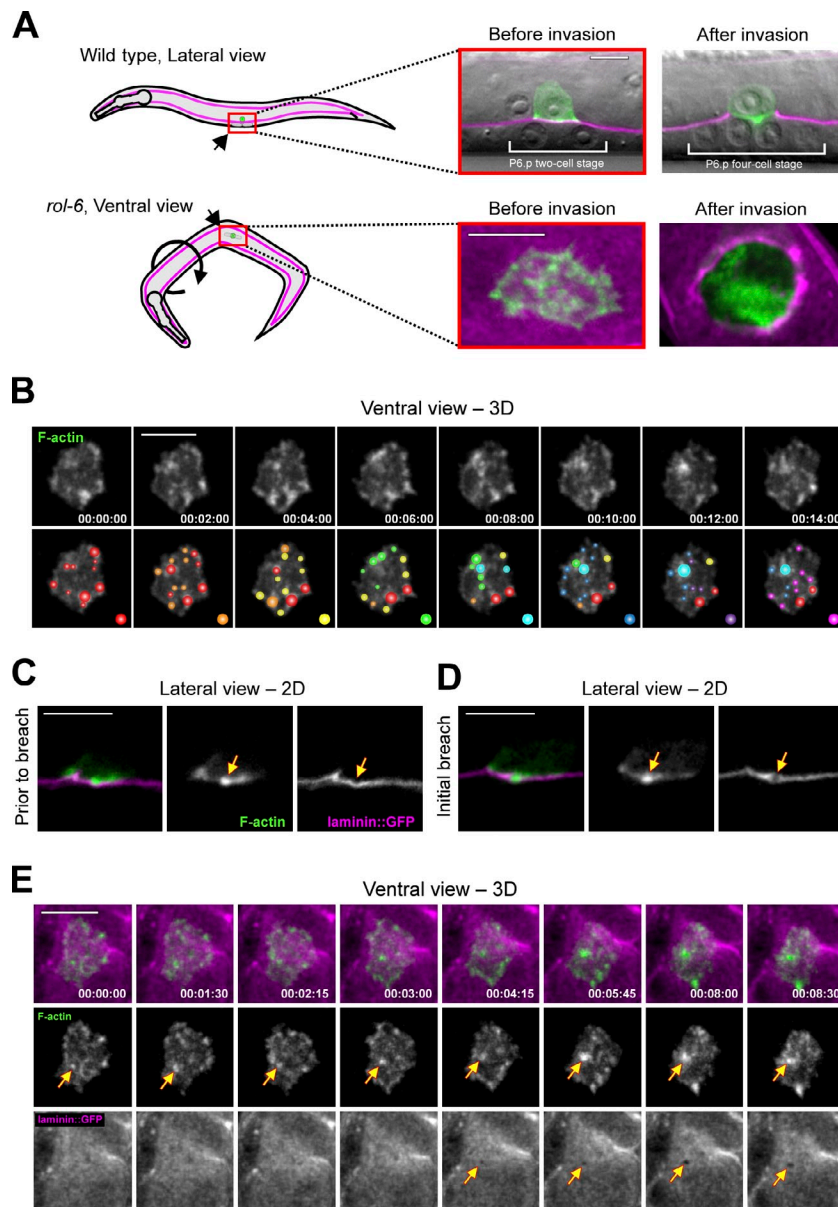 A
Wild type, Lateral view
Before invasion
After invasion
P6.p two-cell stage
P6.p four-cell stage
rol-6, Ventral view
Before invasion
After invasion
B
Ventral view – 3D
F-actin
00:00:00
00:02:00
00:04:00
00:06:00
00:08:00
00:10:00
00:12:00
00:14:00
C
Lateral view – 2D
Prior to breach
F-actin
laminin::GFP
D
Lateral view – 2D
Initial breach
E
Ventral view – 3D
00:00:00
00:01:30
00:02:15
00:03:00
00:04:15
00:05:45
00:08:00
00:08:30
F-actin
laminin::GFP